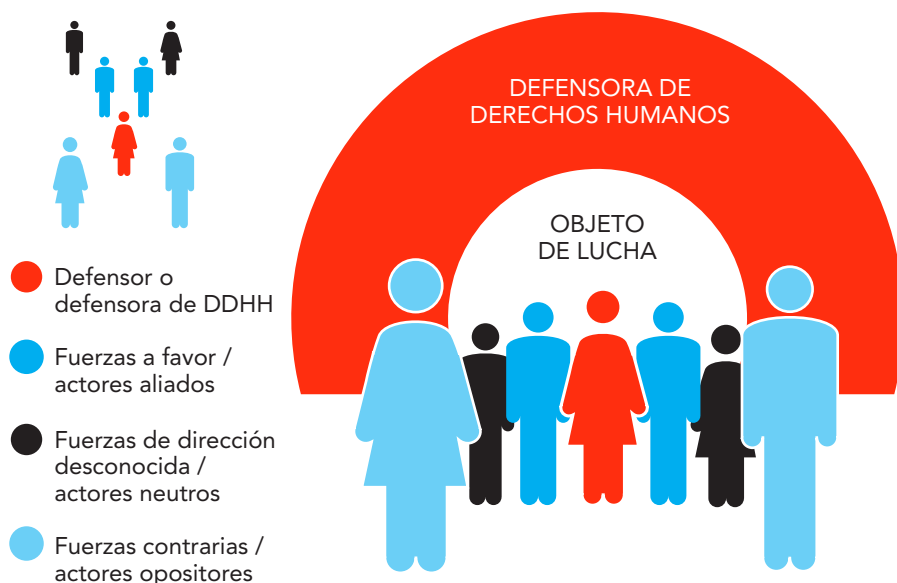 DEFENSORA DE
DERECHOS HUMANOS
OBJETO
DE LUCHA
Defensor o
defensora de DDHH
Fuerzas a favor /
actores aliados
Fuerzas de dirección
desconocida /
actores neutros
Fuerzas contrarias /
actores opositores